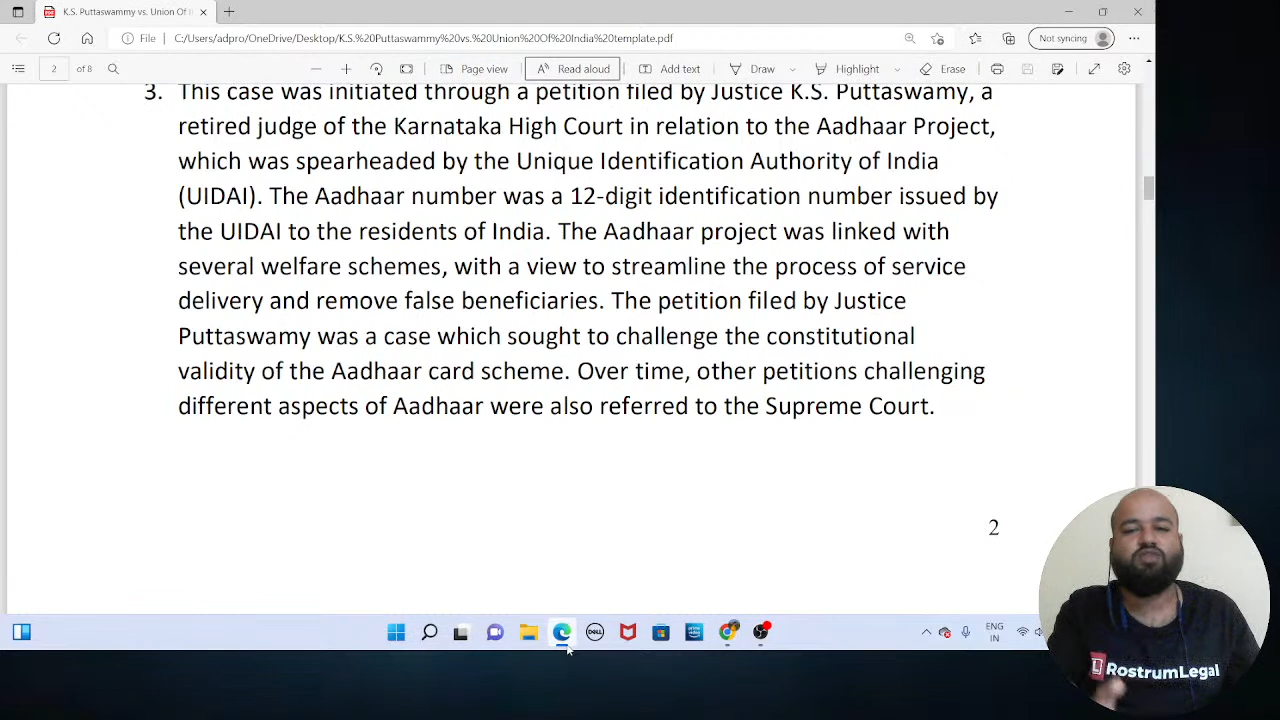 K.S. Puttaswammy vs. Union Of I
File
C:/Users/adpro/OneDrive/Desktop/K.S.%20Puttaswammy%20vs.%20Union%20Of%20India%20template.pdf
Not syncing
2 of 8
Page view
Read aloud
Add text
Draw
Highlight
Erase
3. This case was initiated through a petition filed by Justice K.S. Puttaswamy, a
retired judge of the Karnataka High Court in relation to the Aadhaar Project,
which was spearheaded by the Unique Identification Authority of India
(UIDAI). The Aadhaar number was a 12-digit identification number issued by
the UIDAI to the residents of India. The Aadhaar project was linked with
several welfare schemes, with a view to streamline the process of service
delivery and remove false beneficiaries. The petition filed by Justice
Puttaswamy was a case which sought to challenge the constitutional
validity of the Aadhaar card scheme. Over time, other petitions challenging
different aspects of Aadhaar were also referred to the Supreme Court.
2
DELL
prime video
ENG
IN
RostrumLegal